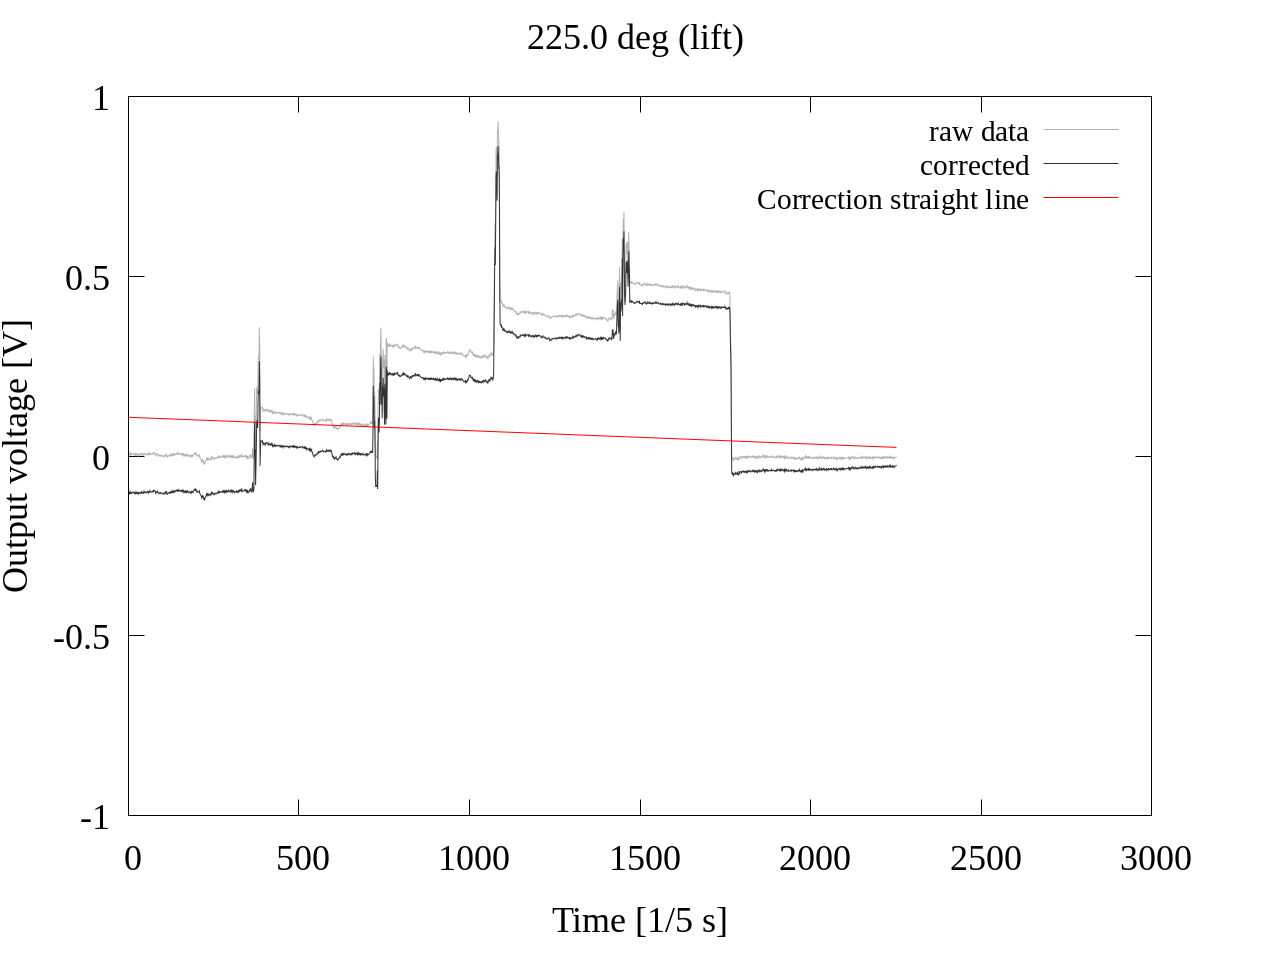 225.0 deg (lift)
1
raw data
corrected
Correction straight line
0.5
0
-0.5
-1
Output voltage [V]
0 500 1000 1500 2000 2500 3000
Time [1/5 s]